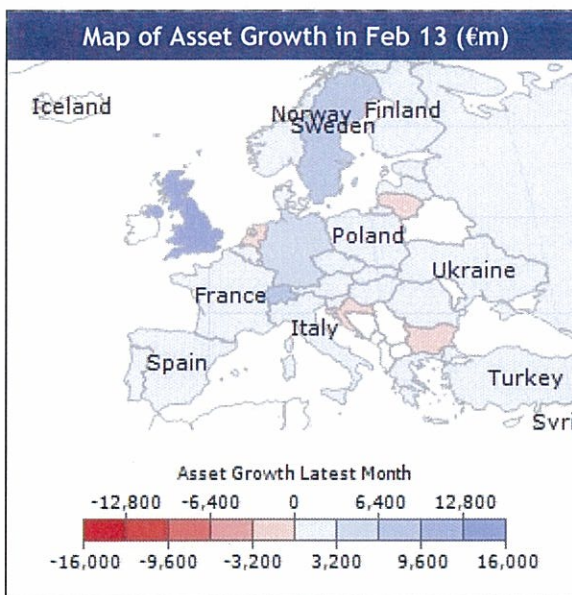 Map of Asset Growth in Feb 13 (€m)
Iceland
Norway
Finland
Sweden
Poland
Ukraine
France
Italy
Spain
Turkey
Syri
Asset Growth Latest Month
-12,800 -6,400 0 6,400 12,800
-16,000 -9,600 -3,200 3,200 9,600 16,000